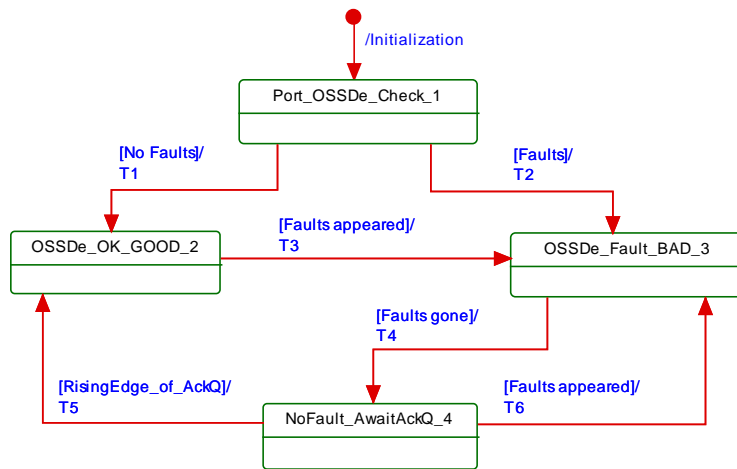 /Initialization
Port_OSSDe_Check_1
[No Faults]/
T1
[Faults]/
T2
OSSDe_OK_GOOD_2
[Faults appeared]/
T3
OSSDe_Fault_BAD_3
[Faults gone]/
T4
[RisingEdge_of_AckQ]/
T5
NoFault_AwaitAckQ_4
[Faults appeared]/
T6